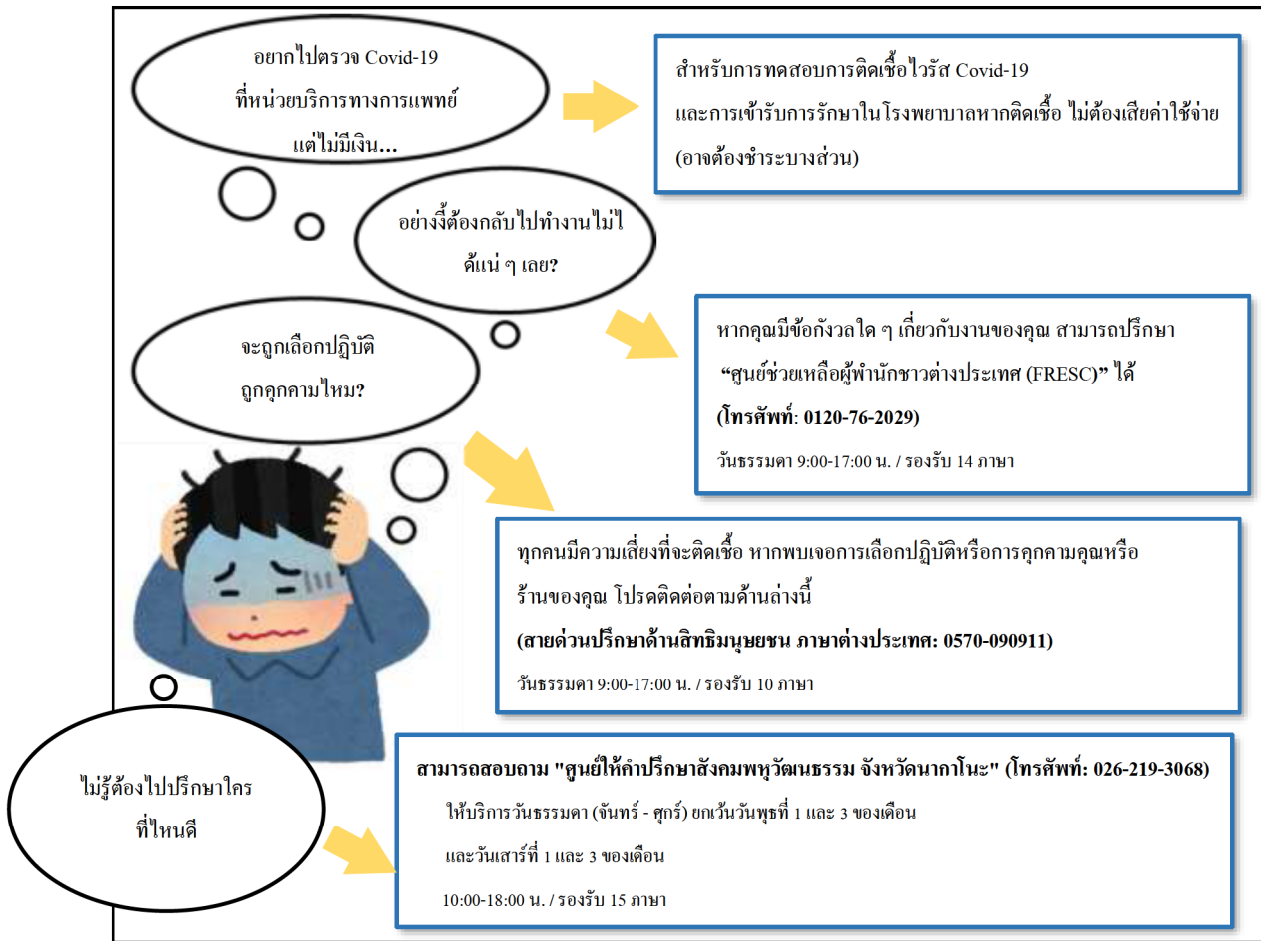 อยากไปตรวจ Covid-19
ที่หน่วยบริการทางการแพทย์
แต่ไม่มีเงิน...
สำหรับการทดสอบการติดเชื้อไวรัส Covid-19
และการเข้ารับการรักษาในโรงพยาบาลหากติดเชื้อ ไม่ต้องเสียค่าใช้จ่าย
(อาจต้องชำระบางส่วน)
อย่างงี้ต้องกลับไปทำงานไม่ไ
ด้แน่ ๆ เลย?
หากคุณมีข้อกังวลใด ๆ เกี่ยวกับงานของคุณ สามารถปรึกษา
“ศูนย์ช่วยเหลือผู้พำนักชาวต่างประเทศ (FRESC)” ได้
(โทรศัพท์: 0120-76-2029)
วันธรรมดา 9:00-17:00 น. / รองรับ 14 ภาษา
จะถูกเลือกปฏิบัติ
ถูกคุกคามไหม?
ทุกคนมีความเสี่ยงที่จะติดเชื้อ หากพบเจอการเลือกปฏิบัติหรือการคุกคามคุณหรือ
ร้านของคุณ โปรดติดต่อตามด้านล่างนี้
(สายด่วนปรึกษาด้านสิทธิมนุษยชน ภาษาต่างประเทศ: 0570-090911)
วันธรรมดา 9:00-17:00 น. / รองรับ 10 ภาษา
ไม่รู้ต้องไปปรึกษาใคร
ที่ไหนดี
สามารถสอบถาม "ศูนย์ให้คำปรึกษาสังคมพหุวัฒนธรรม จังหวัดนากาโนะ" (โทรศัพท์: 026-219-3068)
ให้บริการวันธรรมดา (จันทร์ - ศุกร์) ยกเว้นวันพุธที่ 1 และ 3 ของเดือน
และวันเสาร์ที่ 1 และ 3 ของเดือน
10:00-18:00 น. / รองรับ 15 ภาษา